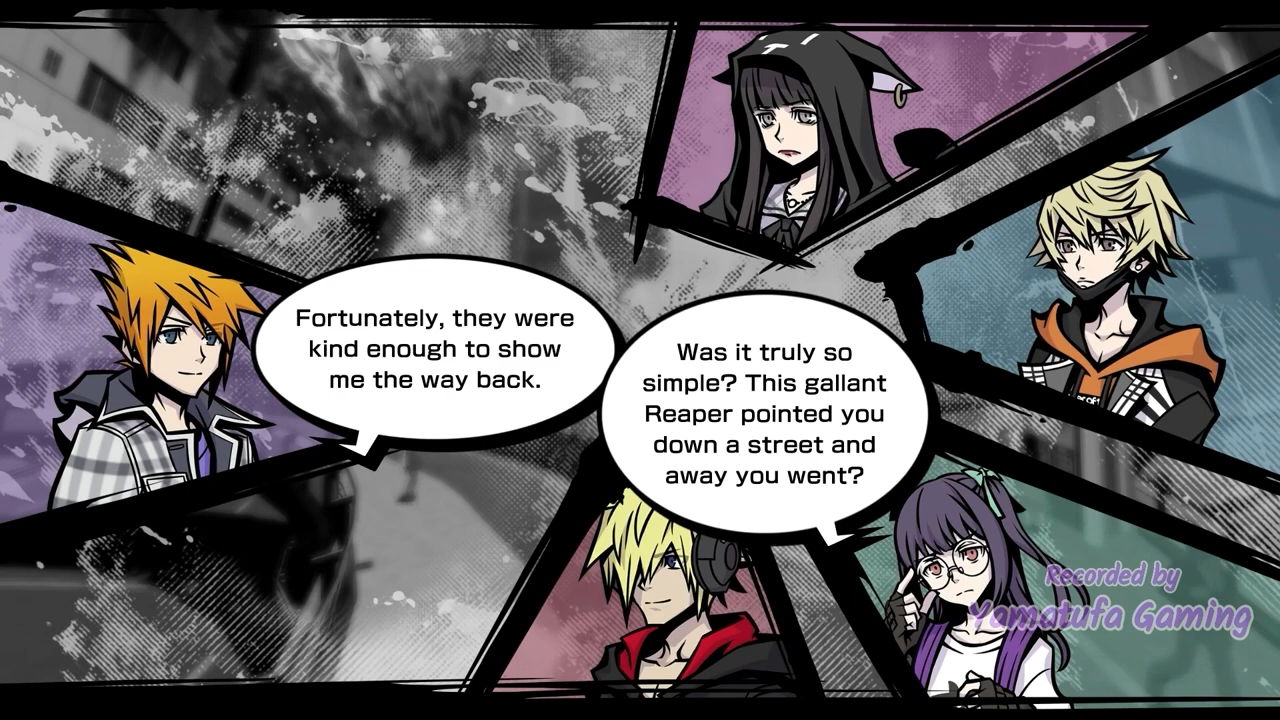 Fortunately, they were
kind enough to show
me the way back.
Was it truly so
simple? This gallant
Reaper pointed you
down a street and
away you went?
Recorded by
Yamatufa Gaming